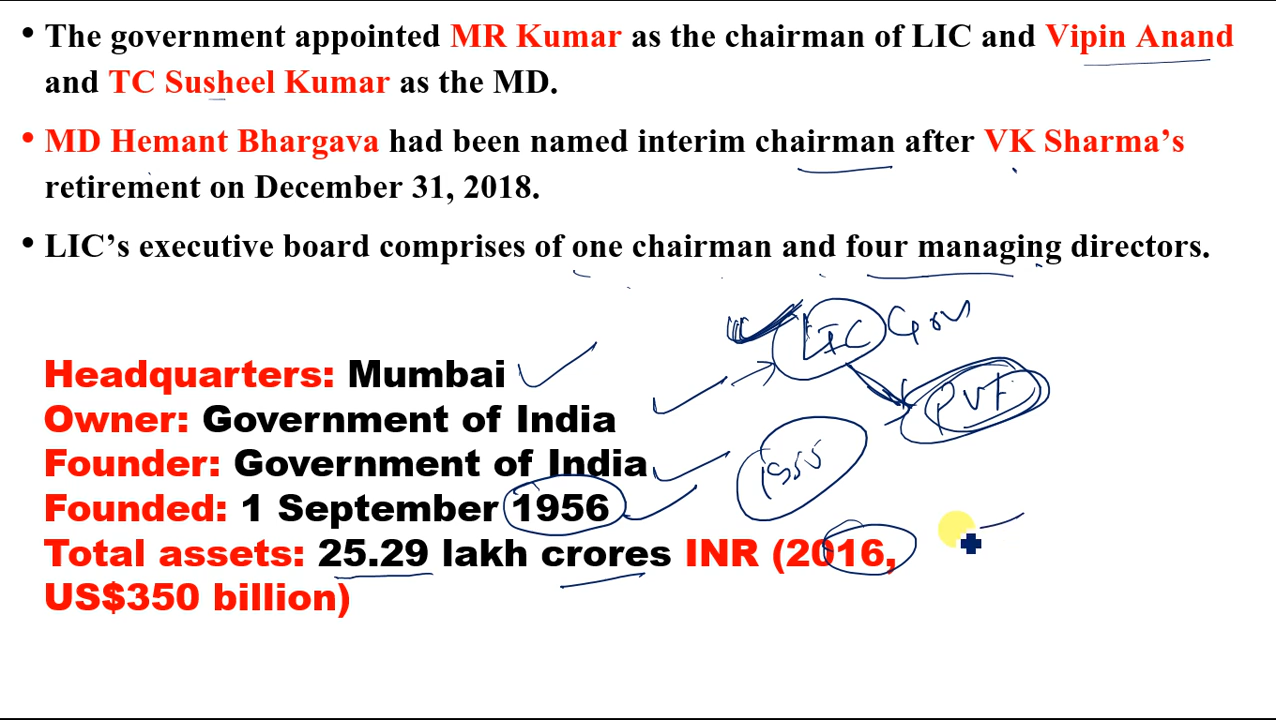 • The government appointed MR Kumar as the chairman of LIC and Vipin Anand
and TC Susheel Kumar as the MD.
• MD Hemant Bhargava had been named interim chairman after VK Sharma’s
retirement on December 31, 2018.
• LIC’s executive board comprises of one chairman and four managing directors.
LIC Gov
Headquarters: Mumbai
PVT
Owner: Government of India
Founder: Government of India
1955
Founded: 1 September 1956
Total assets: 25.29 lakh crores INR (2016,
US$350 billion)